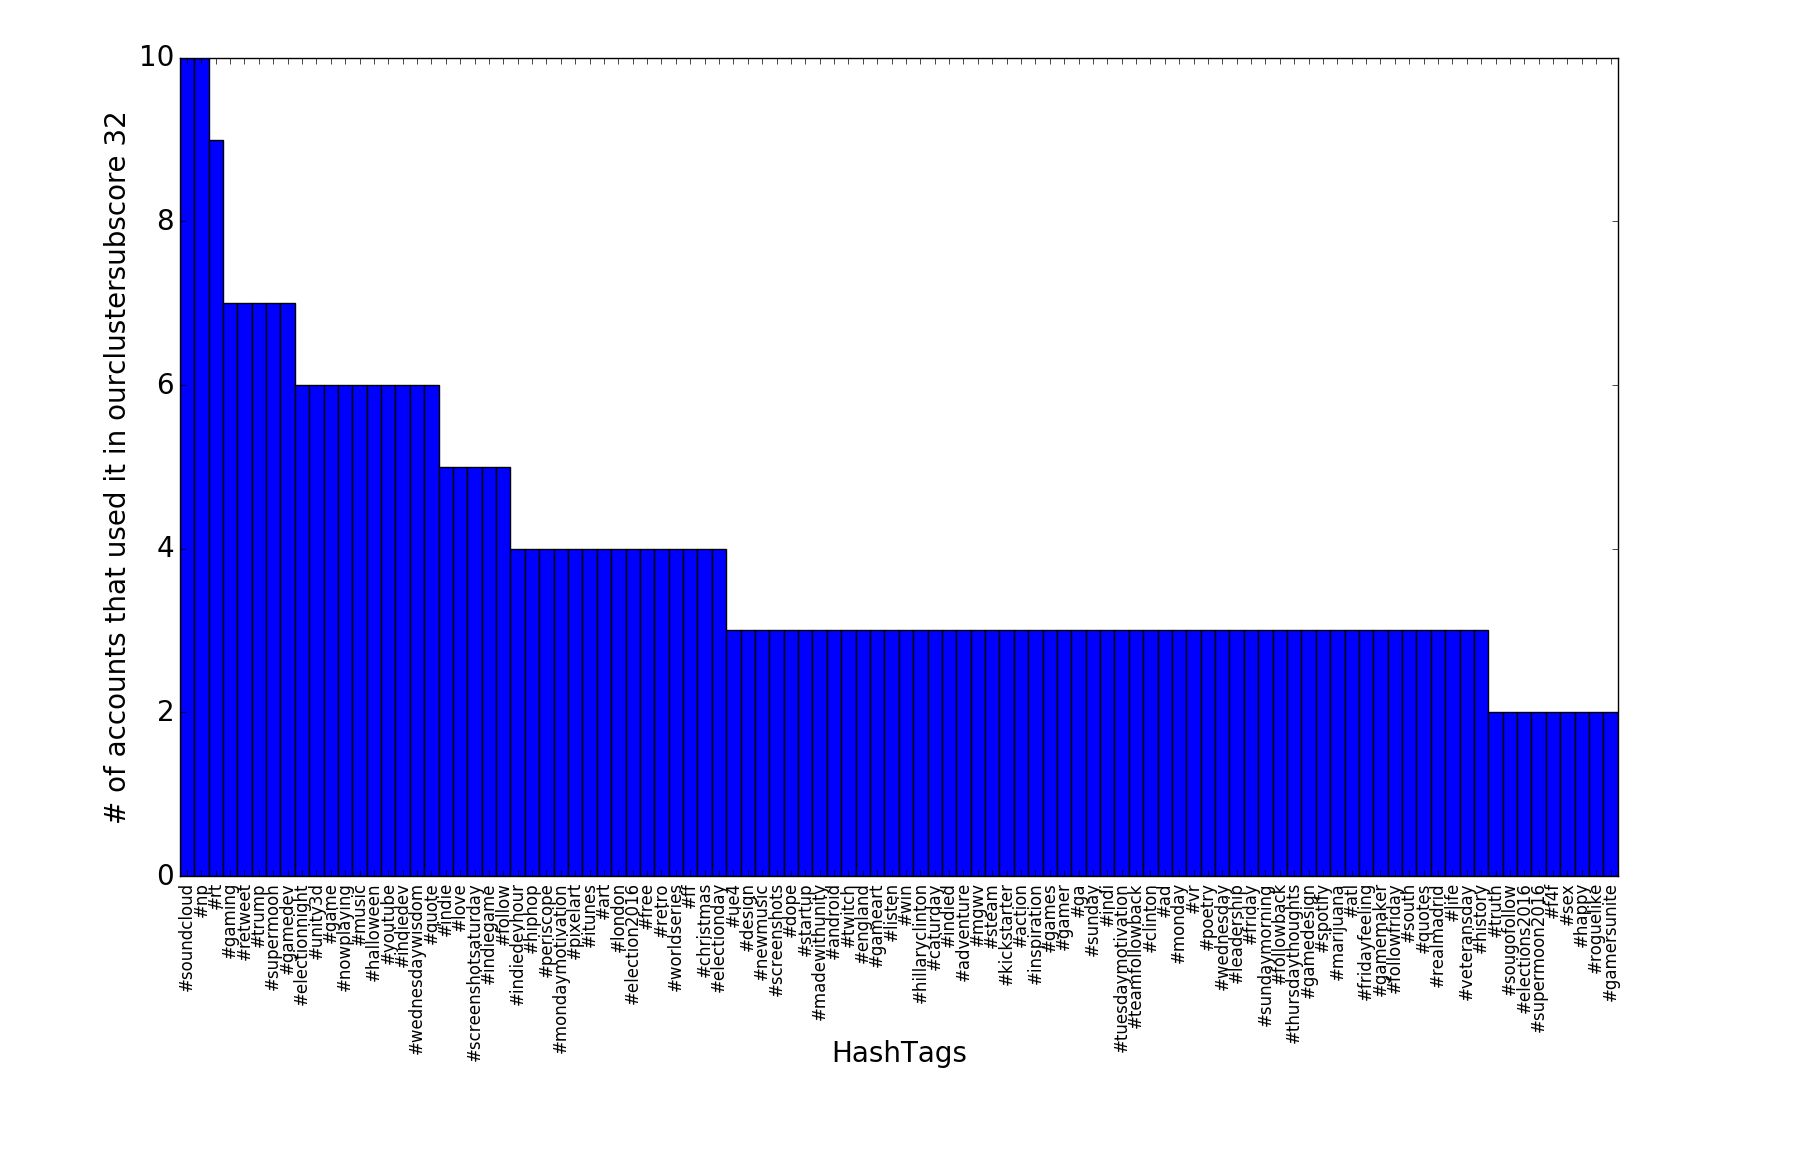 # of accounts that used it in ourclustersubscore 32
10
8
6
4
2
0
#soundcloud
#np
#rt
#gaming
#retweet
#trump
#supermooh
#gamedev
#electionnight
#unity3d
#game
#nowplaying
#music
#halloween
#youtube
#indiedev
#wednesdaywisdom
#quote
#indie
#love
#screenshotsaturday
#indiegame
#follow
#indiedevhour
#hiphop
#periscope
#mondaymotivation
#pixelart
#itunes
#art
#london
#election2016
#free
#retro
#worldseries
#ff
#christmas
#electionday
#ue4
#design
#newmusic
#screenshots
#dope
#startup
#madewithunity
#android
#twitch
#england
#gameart
#listen
#win
#hillaryclinton
#caturday
#indied
#adventure
#mgwv
#steam
#kickstarter
#action
#inspiration
#games
#gamer
#ga
#sunday
#indi
#tuesdaymotivation
#teamfollowback
#clinton
#ad
#monday
#vr
#poetry
#wednesday
#leadership
#friday
#sundaymorning
#followback
#thursdaythoughts
#gamedesign
#spotify
#marijuana
#atl
#fridayfeeling
#gamemaker
#followfriday
#south
#quotes
#realmadrid
#life
#veteransday
#history
#truth
#sougofollow
#elections2016
#supermoon2016
#f4f
#sex
#happy
#roguelike
#gamersunite
HashTags